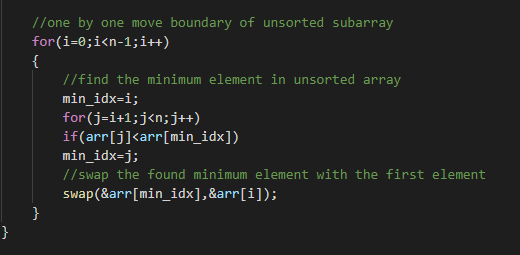 //one by one move boundary of unsorted subarray
for(i=0;i<n-1;i++)
{
//find the minimum element in unsorted array
min_idx=i;
for(j=i+1;j<n;j++)
if(arr[j]<arr[min_idx])
min_idx=j;
//swap the found minimum element with the first element
swap(&arr[min_idx],&arr[i]);
}
}